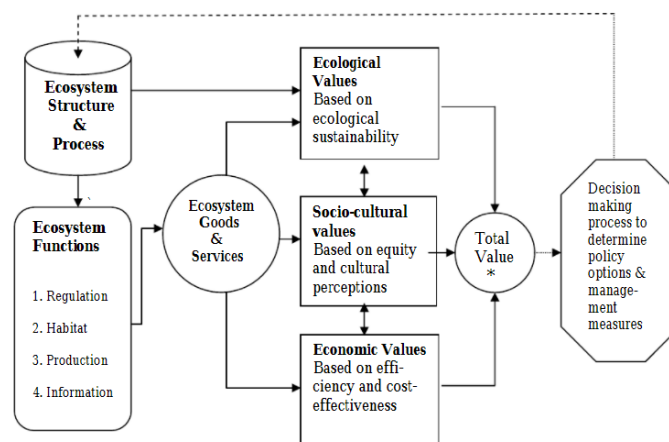 Ecosystem
Structure
&
Process
Ecosystem
Functions
1. Regulation
2. Habitat
3. Production
4. Information
Ecosystem
Goods
&
Services
Ecological
Values
Based on
ecological
sustainability
Socio-cultural
values
Based on equity
and cultural
perceptions
Economic Values
Based on effi-
ciency and cost-
effectiveness
Total
Value
*
Decision
making
process to
determine
policy
options &
manage-
ment
measures